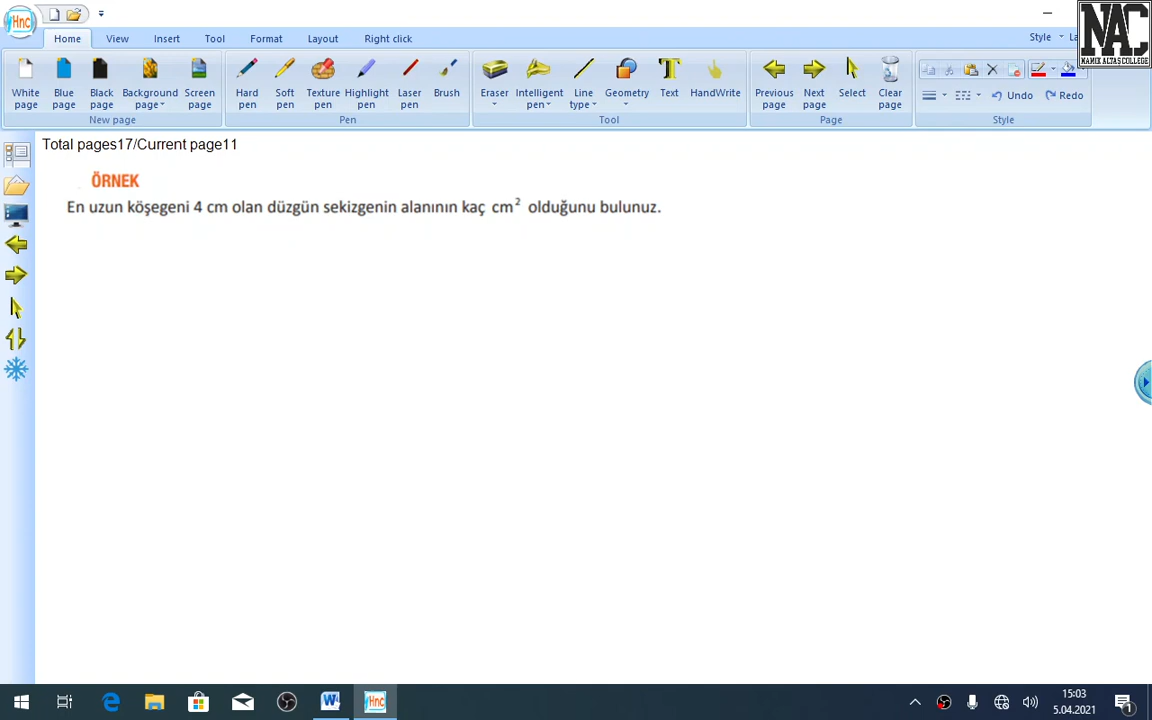 Hnc
Home View Insert Tool Format Layout Right click Style La
NAC
NAMIK ALTAS COLLEGE
White page Blue page Black page Background page Screen page Hard pen Soft pen Texture pen Highlight pen Laser pen Brush Eraser Intelligent pen Line type Geometry Text HandWrite Previous page Next page Select Clear page Undo Redo
New page Pen Tool Page Style
Total pages17/Current page11
ÖRNEK
En uzun köşegeni 4 cm olan düzgün sekizgenin alanının kaç cm² olduğunu bulunuz.
15:03
5.04.2021
1